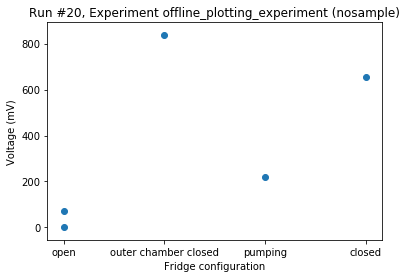 Run #20, Experiment offline_plotting_experiment (nosample)
800
600
400
200
0
Voltage (mV)
open
outer chamber closed
pumping
closed
Fridge configuration